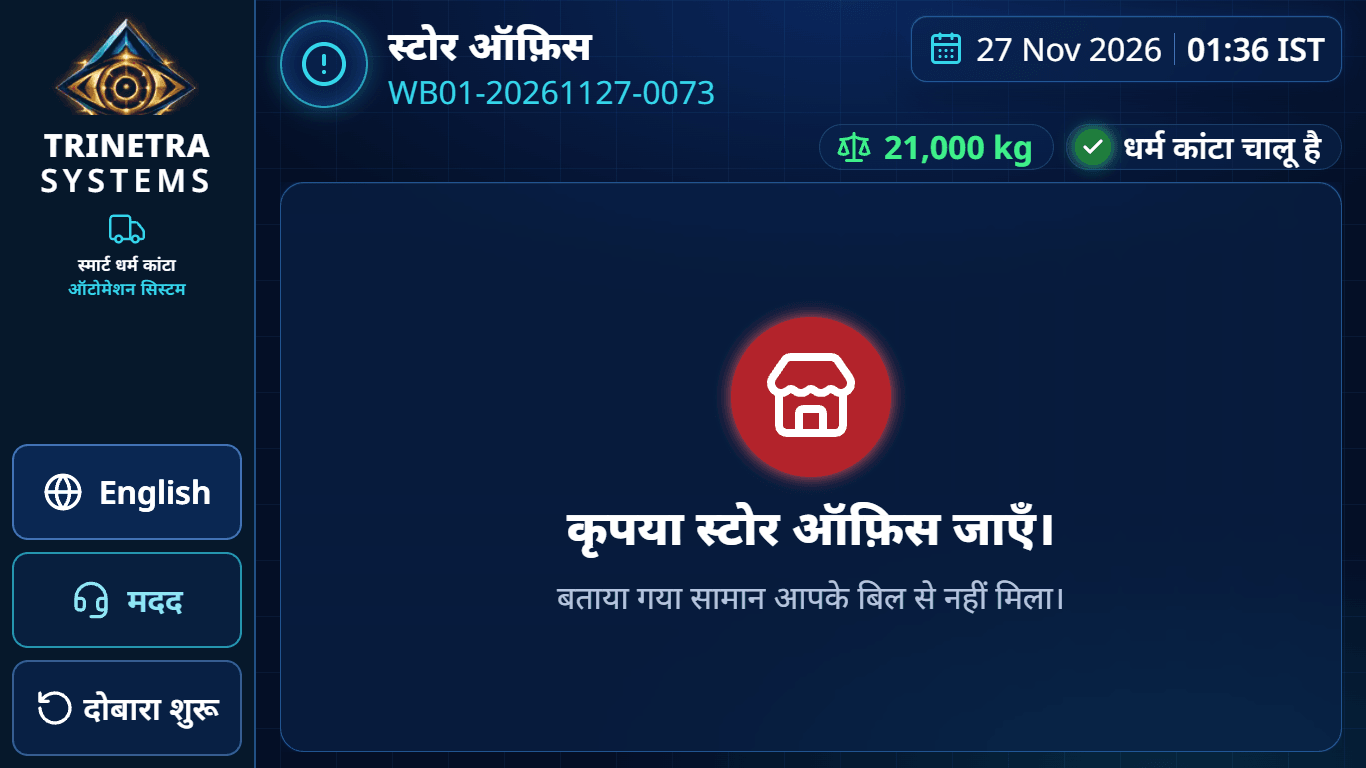 TRINETRA
SYSTEMS
स्मार्ट धर्म कांटा
ऑटोमेशन सिस्टम
English
मदद
दोबारा शुरू
स्टोर ऑफ़िस
WB01-20261127-0073
27 Nov 2026 01:36 IST
21,000 kg
धर्म कांटा चालू है
कृपया स्टोर ऑफ़िस जाएँ।
बताया गया सामान आपके बिल से नहीं मिला।